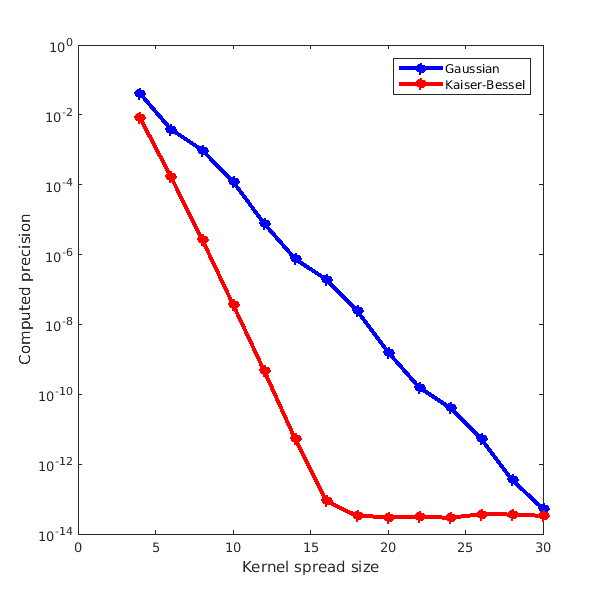 Gaussian
Kaiser-Bessel
10^0
10^-2
10^-4
10^-6
10^-8
10^-10
10^-12
10^-14
Computed precision
0 5 10 15 20 25 30
Kernel spread size